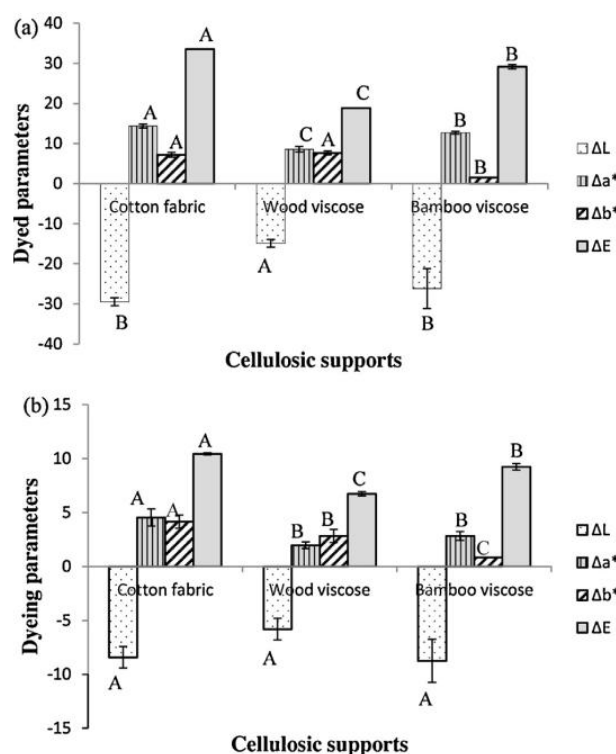 (a)
40
30
20
10
0
-10
-20
-30
-40
Dyed parameters
A
A
A
B
C
A
C
A
B
B
B
B
Cotton fabric
Wood viscose
Bamboo viscose
ΔL
Δa*
Δb*
ΔE
Cellulosic supports
(b)
15
10
5
0
-5
-10
-15
Dyeing parameters
A
A
A
A
B
B
C
A
B
C
B
A
Cotton fabric
Wood viscose
Bamboo viscose
ΔL
Δa*
Δb*
ΔE
Cellulosic supports